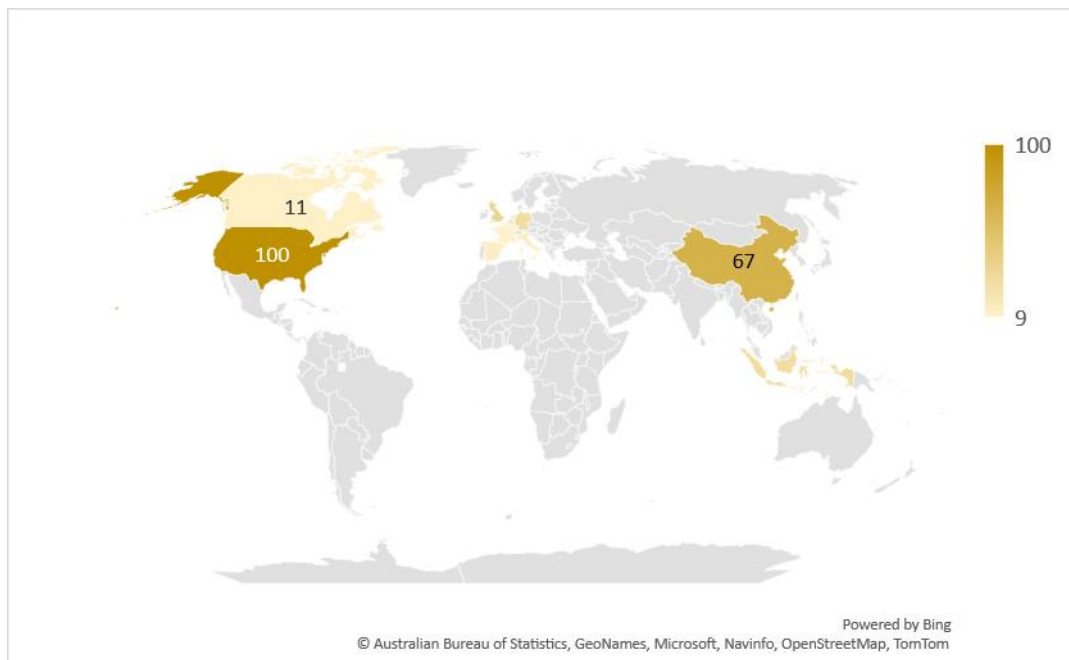 100
11
100
67
9
Powered by Bing
© Australian Bureau of Statistics, GeoNames, Microsoft, Navinfo, OpenStreetMap, TomTom